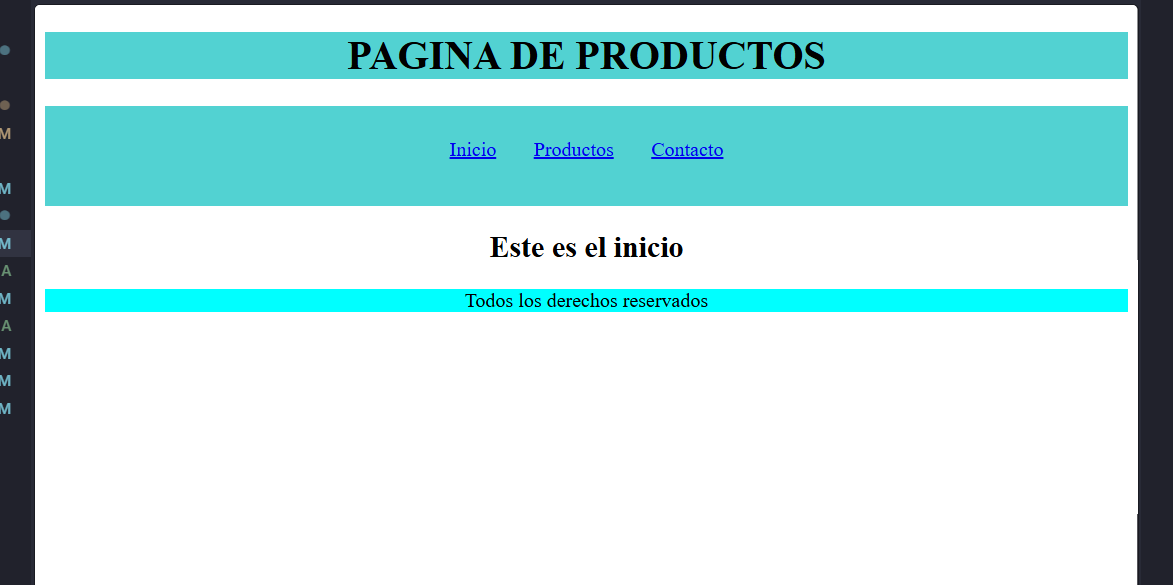 PAGINA DE PRODUCTOS
Inicio Productos Contacto
Este es el inicio
Todos los derechos reservados
M
M
M
A
M
A
M
M
M